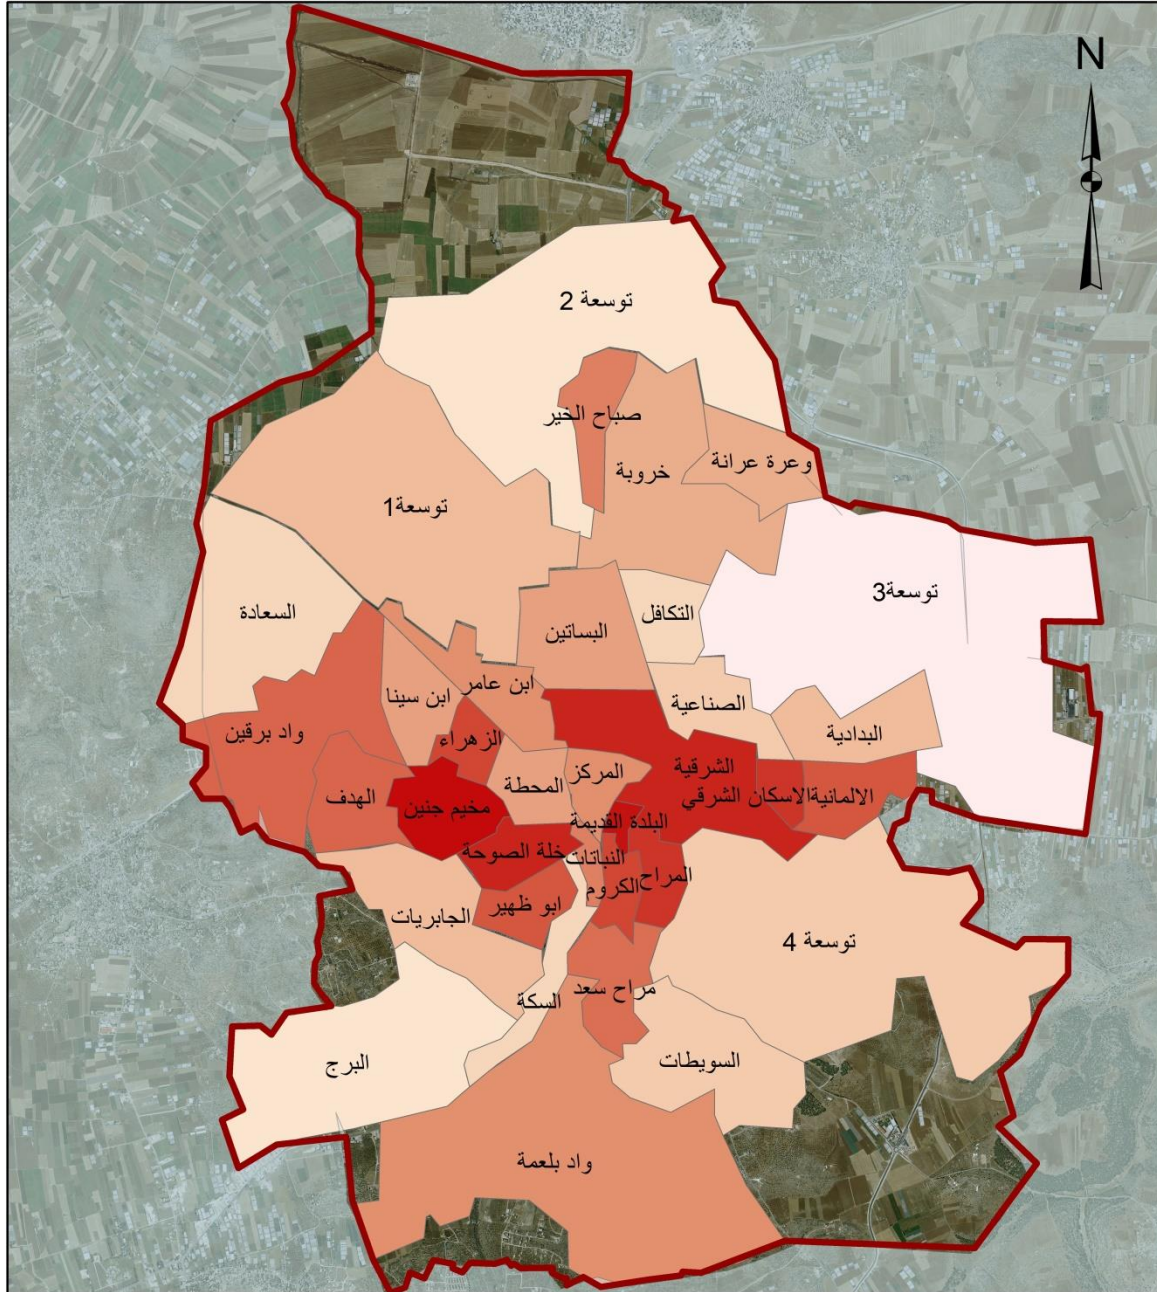 N
توسعة 2
صباح الخير
وعرة عرانة
خروبة
توسعة1
توسعة3
السعادة
التكافل
البساتين
ابن عامر
ابن سينا
الصناعية
البدادية
واد برقين
الزهراء
المركز
الشرقية
المحطة
الهدف
مخيم جنين
الالمانية
الاسكان الشرقي
البلدة القديمة
خلة الصوحة
النباتات
المراح
الكروم
ابو ظهير
الجابريات
توسعة 4
مراح سعد
السكة
البرج
السويطات
واد بلعمة